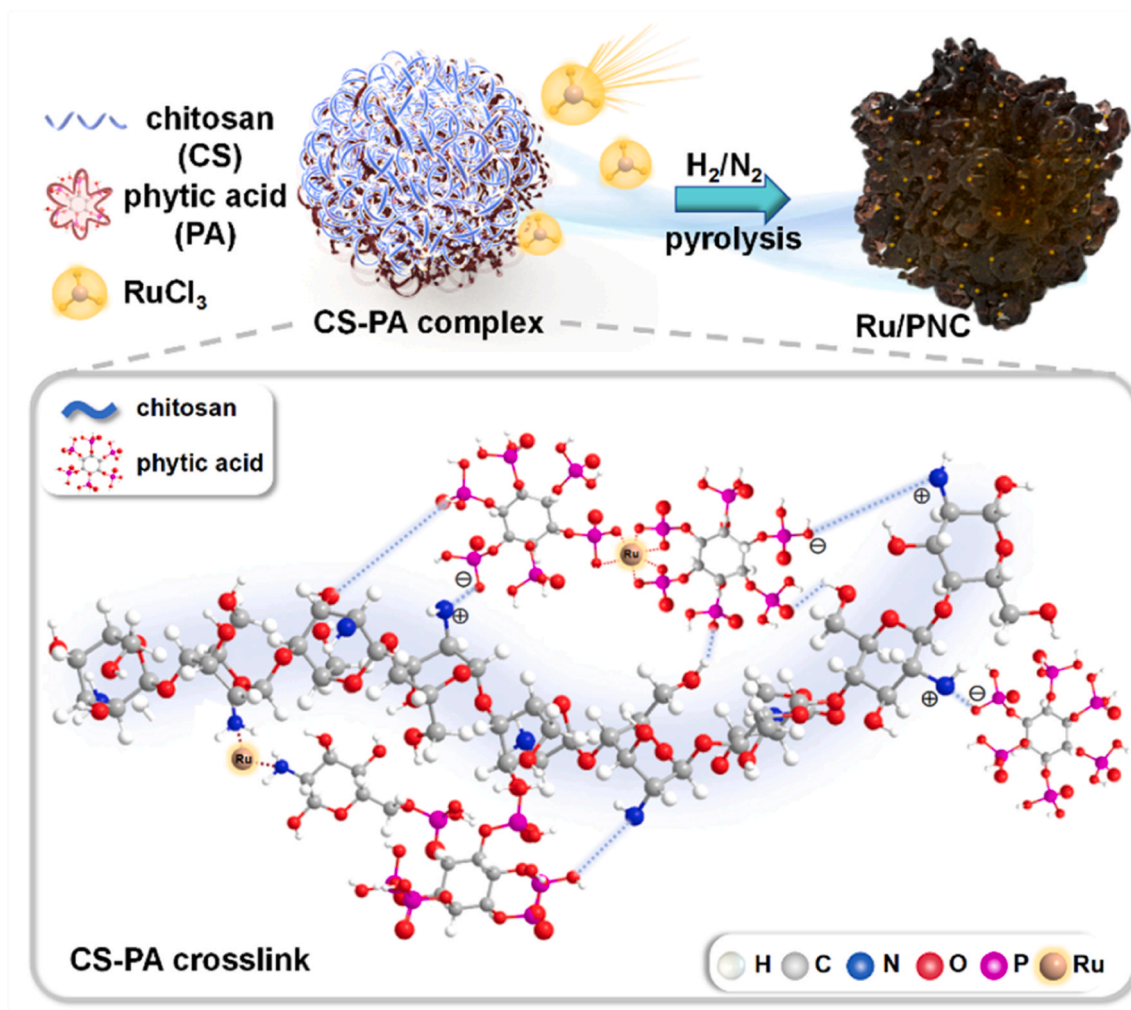 chitosan
(CS)
phytic acid
(PA)
RuCl₃
CS-PA complex
H₂/N₂
pyrolysis
Ru/PNC
chitosan
phytic acid
Ru
⊕
⊖
⊖
⊕
Ru
⊕
⊖
CS-PA crosslink
H C N O P Ru